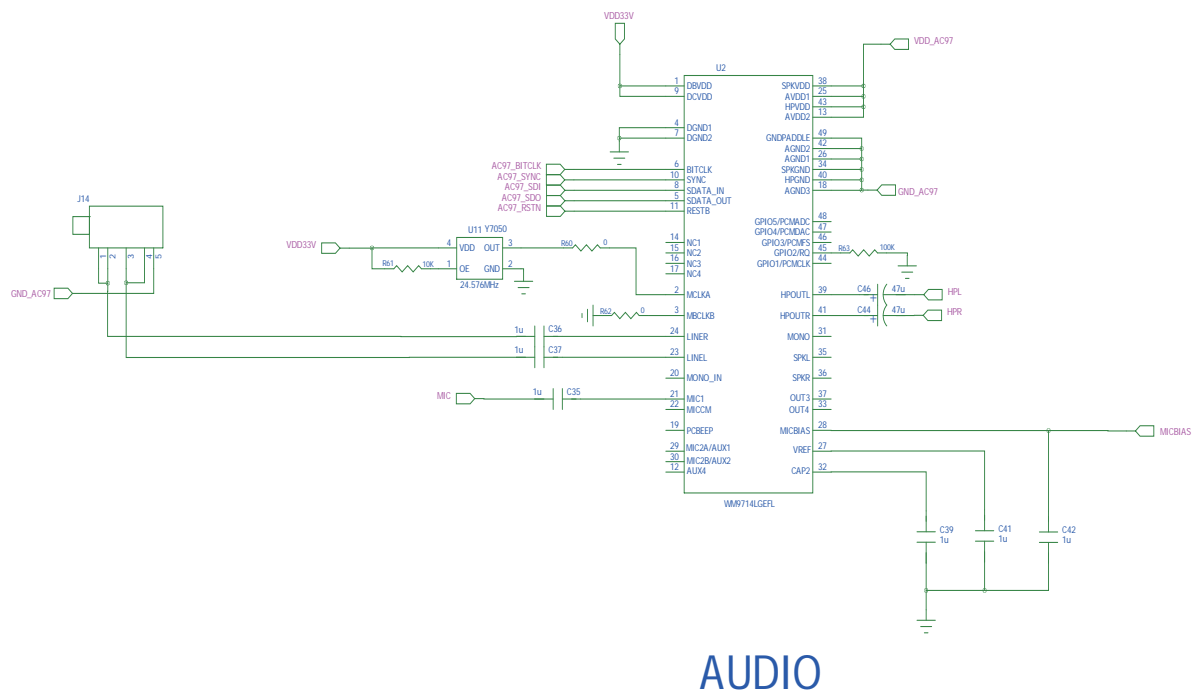 VDD33V
VDD_AC97
U2
1 DBVDD SPKVDD 38
9 DCVDD AVDD1 25
HPVDD 43
AVDD2 13
4 DGND1
7 DGND2 GNDPADDLE 49
AGND2 42
AGND1 26
AC97_BITCLK 6 BITCLK SPKGND 34
AC97_SYNC 10 SYNC HPGND 40
AC97_SDI 8 SDATA_IN AGND3 18 GND_AC97
AC97_SDO 5 SDATA_OUT
AC97_RSTN 11 RESTB
J14
1 2 3 4 5
GND_AC97
GPIO5/PCMADC 48
GPIO4/PCMDAC 47
GPIO3/PCMFS 46
GPIO2/RQ 45 R63 100K
GPIO1/PCMCLK 44
14 NC1
15 NC2
16 NC3
17 NC4
U11 Y7050
VDD33V 4 VDD OUT 3 R60 0
R61 10K 1 OE GND 2
24.576MHz
2 MCLKA HPOUTL 39 C46 47u HPL
+
R62 0 3 MBCLKB HPOUTR 41 C44 47u HPR
+
1u C36 24 LINER MONO 31
1u C37 23 LINEL SPKL 35
20 MONO_IN SPKR 36
MIC 1u C35 21 MIC1 OUT3 37
22 MICCM OUT4 33
19 PCBEEP MICBIAS 28 MICBIAS
29 MIC2A/AUX1 VREF 27
30 MIC2B/AUX2
12 AUX4 CAP2 32
WM9714LGEFL
C39 1u
C41 1u
C42 1u
AUDIO